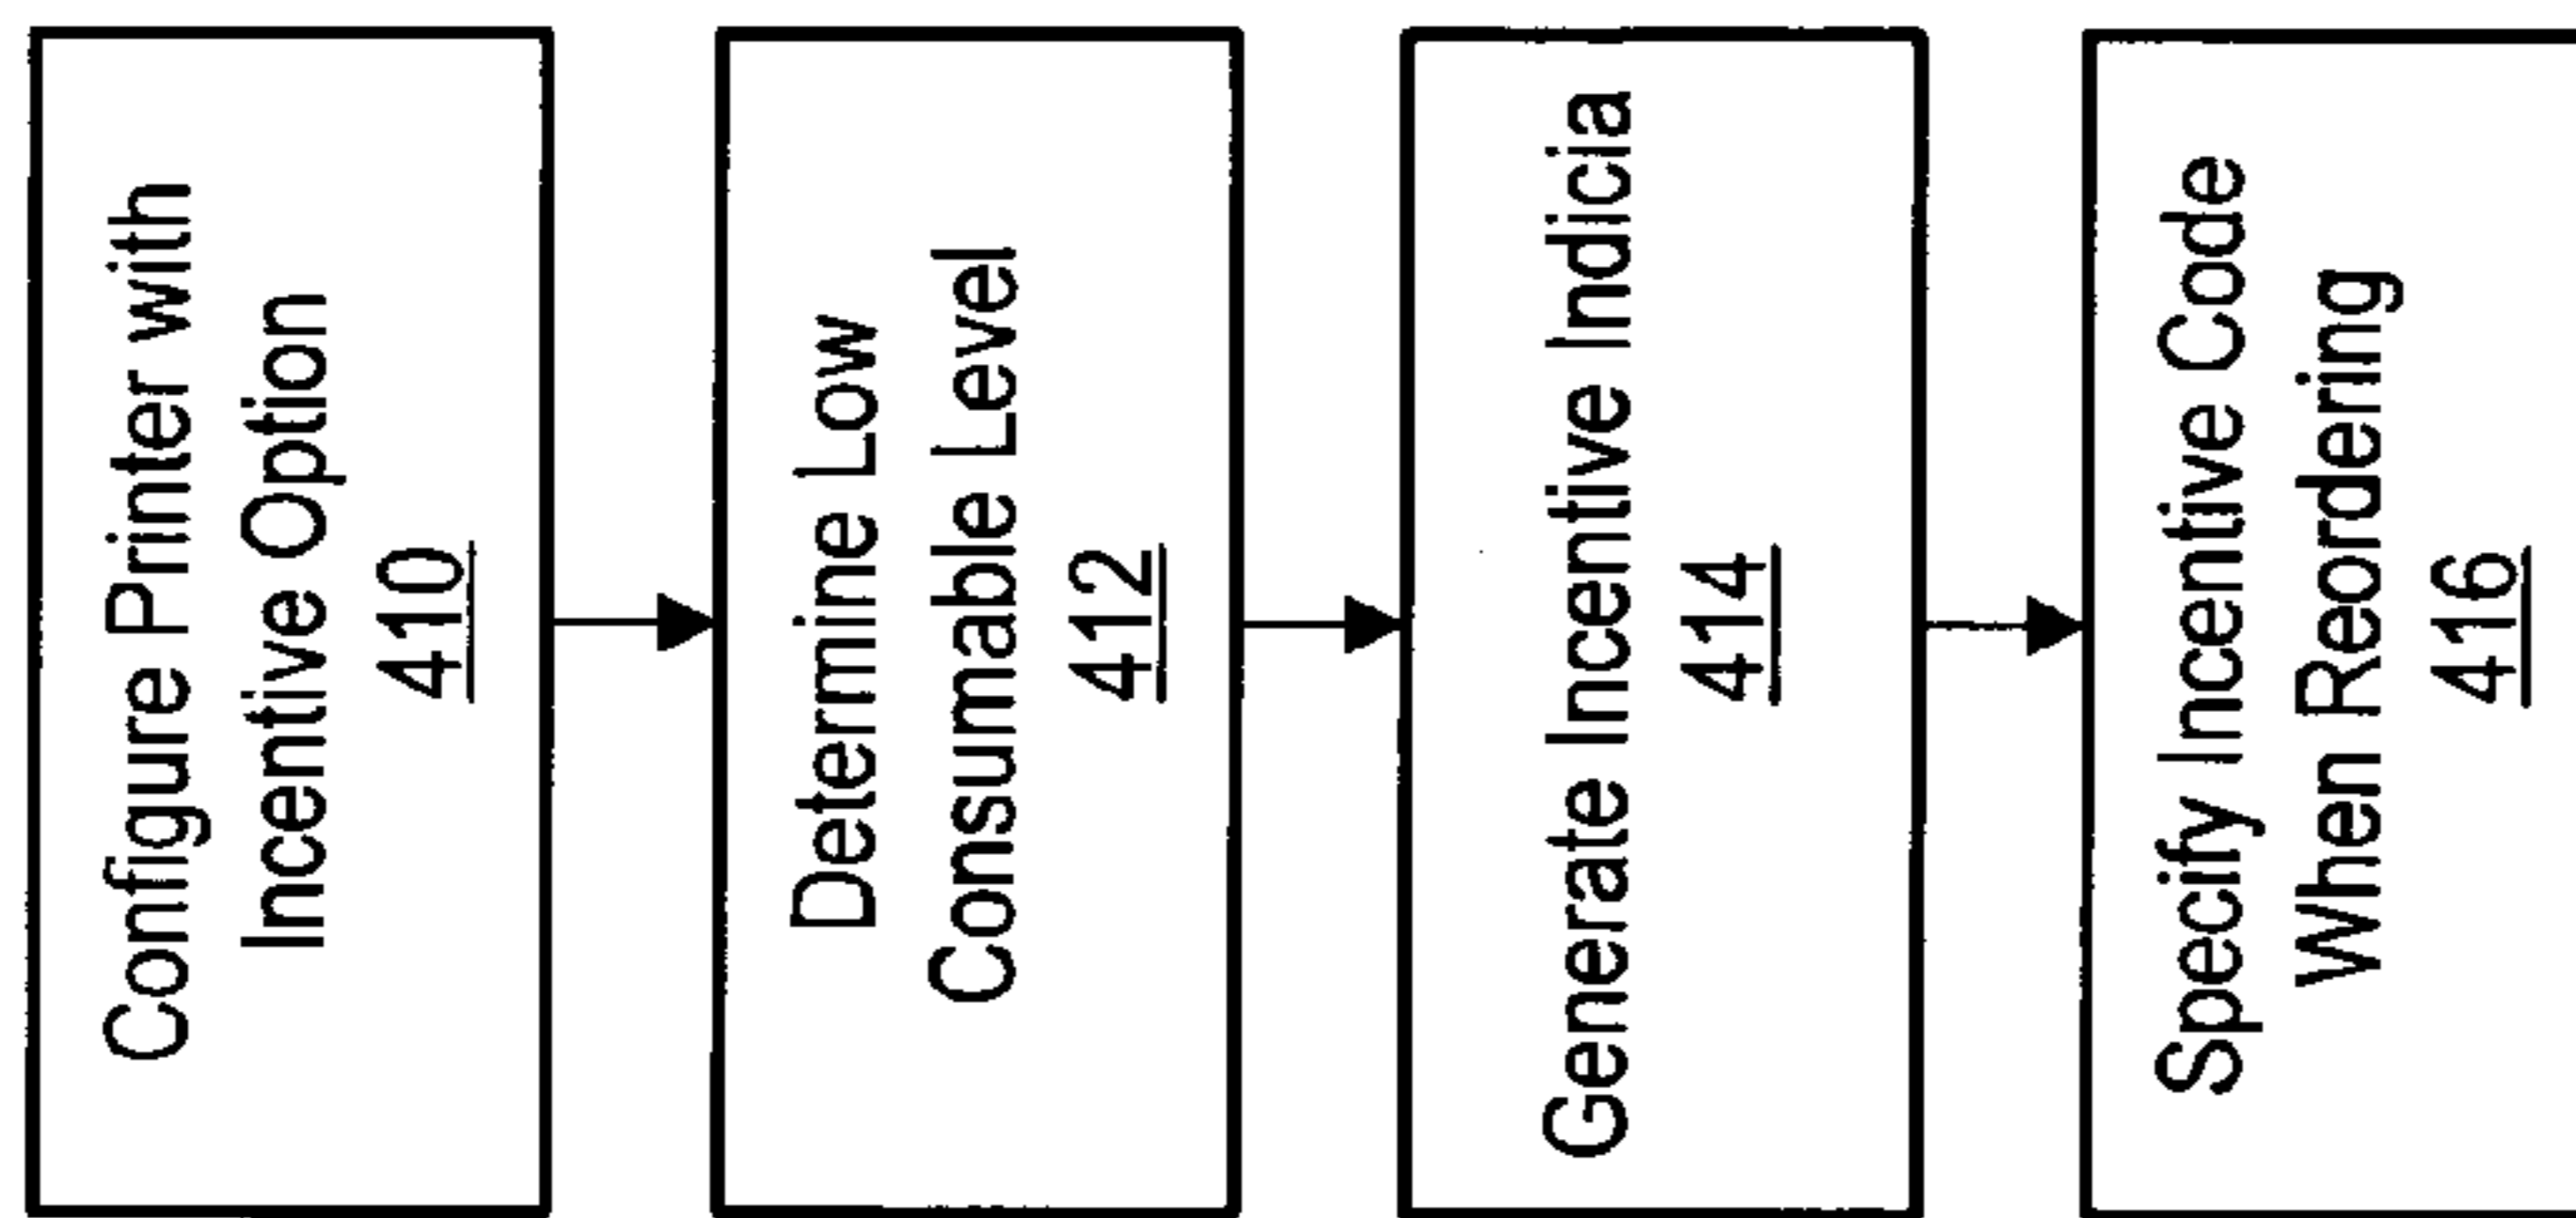 Configure Printer with
Incentive Option
410
Determine Low
Consumable Level
412
Generate Incentive Indicia
414
Specify Incentive Code
When Reordering
416